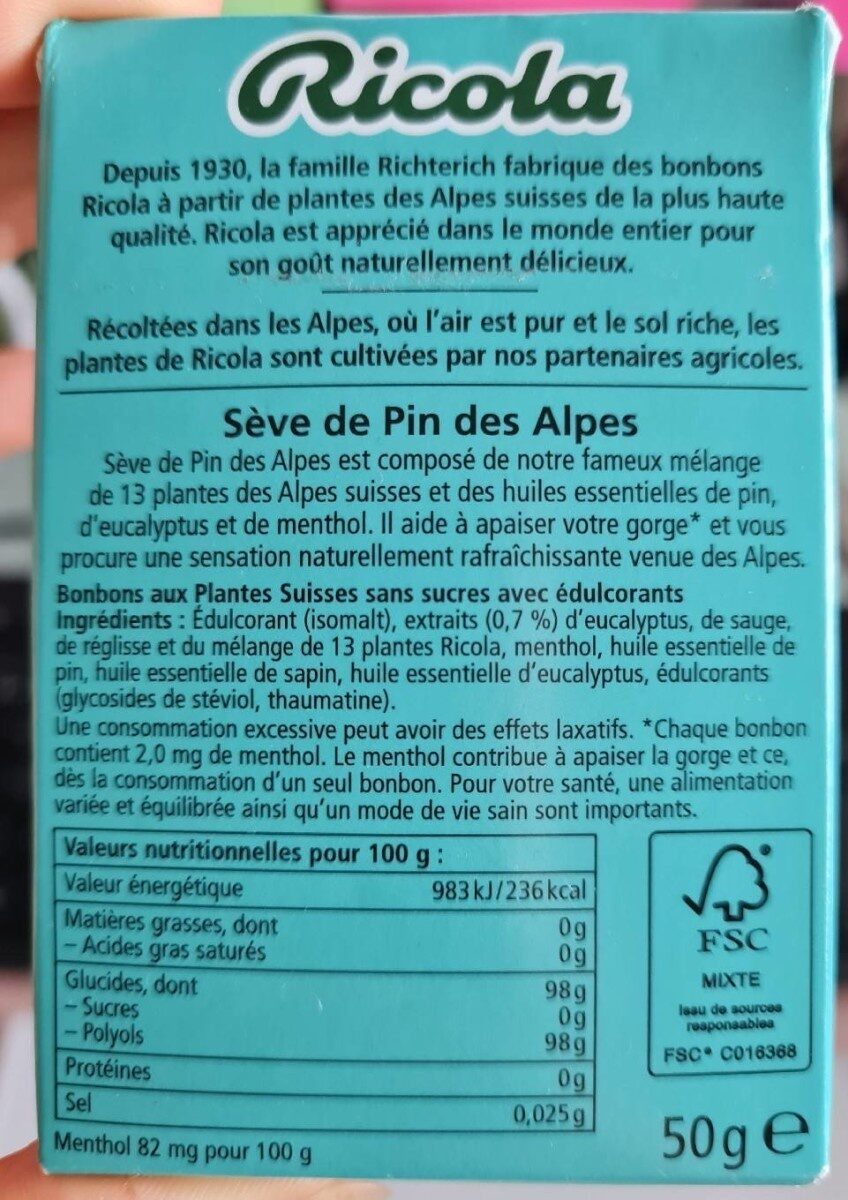 Ricola
Depuis 1930, la famille Richterich fabrique des bonbons
Ricola à partir de plantes des Alpes suisses de la plus haute
qualité. Ricola est apprécié dans le monde entier pour
son goût naturellement délicieux.
Récoltées dans les Alpes, où l'air est pur et le sol riche, les
plantes de Ricola sont cultivées par nos partenaires agricoles.
Sève de Pin des Alpes
Sève de Pin des Alpes est composé de notre fameux mélange
de 13 plantes des Alpes suisses et des huiles essentielles de pin,
d'eucalyptus et de menthol. Il aide à apaiser votre gorge* et vous
procure une sensation naturellement rafraîchissante venue des Alpes.
Bonbons aux Plantes Suisses sans sucres avec édulcorants
Ingrédients : Édulcorant (isomalt), extraits (0,7 %) d'eucalyptus, de sauge,
de réglisse et du mélange de 13 plantes Ricola, menthol, huile essentielle de
pin, huile essentielle de sapin, huile essentielle d'eucalyptus, édulcorants
(glycosides de stéviol, thaumatine).
Une consommation excessive peut avoir des effets laxatifs. *Chaque bonbon
contient 2,0 mg de menthol. Le menthol contribue à apaiser la gorge et ce,
dès la consommation d'un seul bonbon. Pour votre santé, une alimentation
variée et équilibrée ainsi qu'un mode de vie sain sont importants.
Valeurs nutritionnelles pour 100 g :
Valeur énergétique 983 kJ/236 kcal
Matières grasses, dont 0 g
– Acides gras saturés 0 g
Glucides, dont 98 g
– Sucres 0 g
– Polyols 98 g
Protéines 0 g
Sel 0,025 g
Menthol 82 mg pour 100 g
FSC
MIXTE
Issu de sources
responsables
FSC® C016368
50 g e